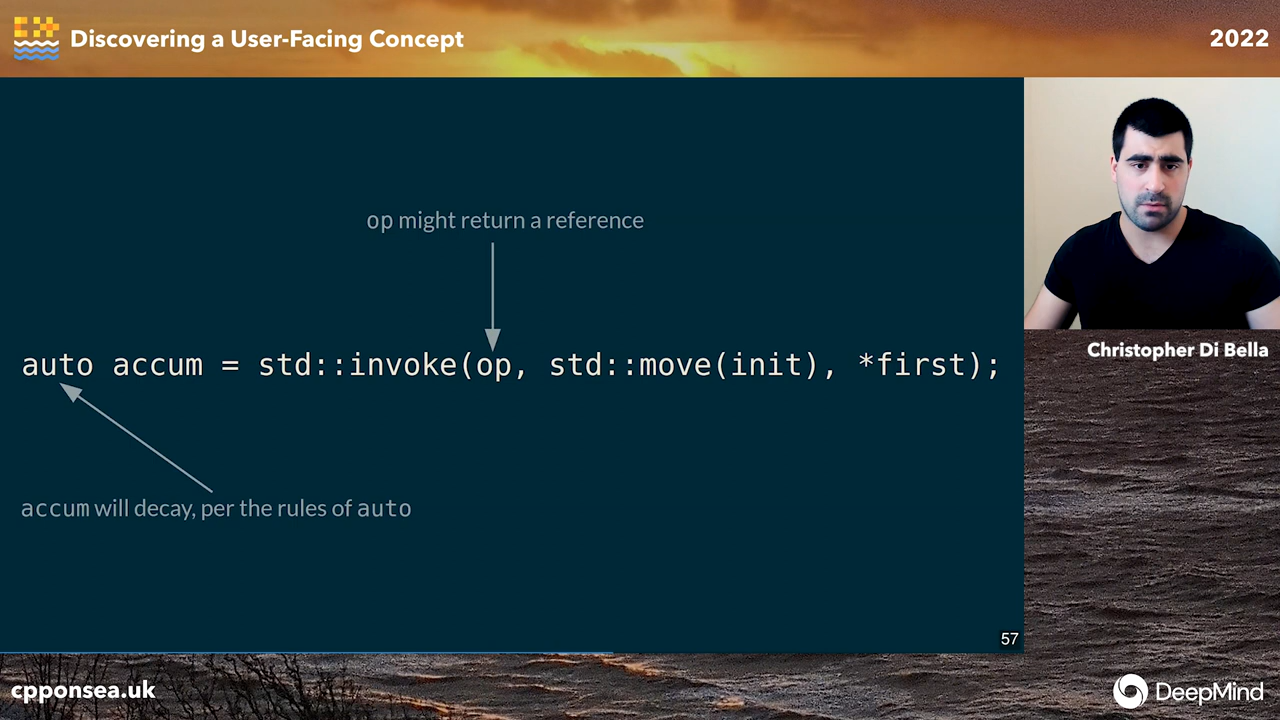 Discovering a User-Facing Concept
2022
op might return a reference
auto accum = std::invoke(op, std::move(init), *first);
accum will decay, per the rules of auto
57
Christopher Di Bella
cpponsea.uk
DeepMind